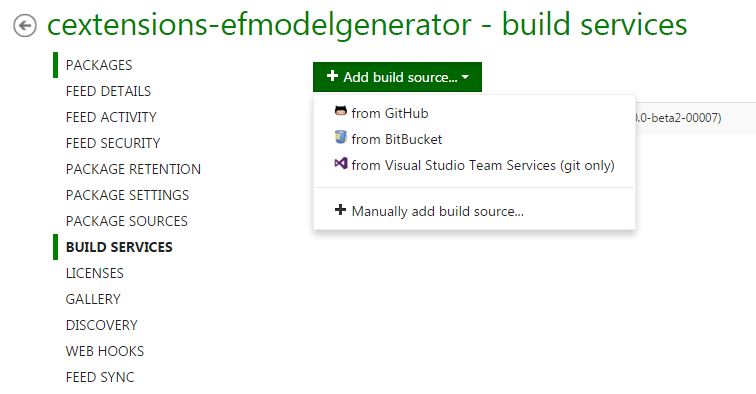 cextensions-efmodelgenerator - build services
PACKAGES
FEED DETAILS
FEED ACTIVITY
FEED SECURITY
PACKAGE RETENTION
PACKAGE SETTINGS
PACKAGE SOURCES
BUILD SERVICES
LICENSES
GALLERY
DISCOVERY
WEB HOOKS
FEED SYNC
+ Add build source...
from GitHub
from BitBucket
from Visual Studio Team Services (git only)
+ Manually add build source...
.0-beta2-00007)